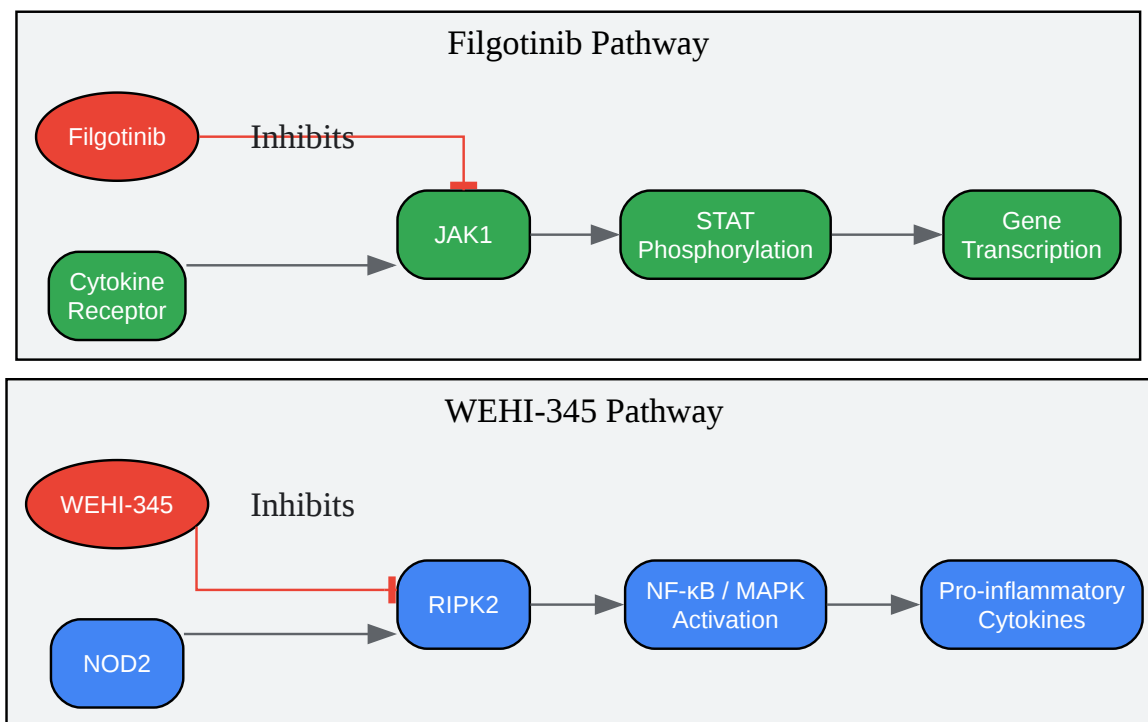 Filgotinib Pathway
Filgotinib
Inhibits
JAK1
STAT
Phosphorylation
Gene
Transcription
Cytokine
Receptor
WEHI-345 Pathway
WEHI-345
Inhibits
RIPK2
NF-κB / MAPK
Activation
Pro-inflammatory
Cytokines
NOD2